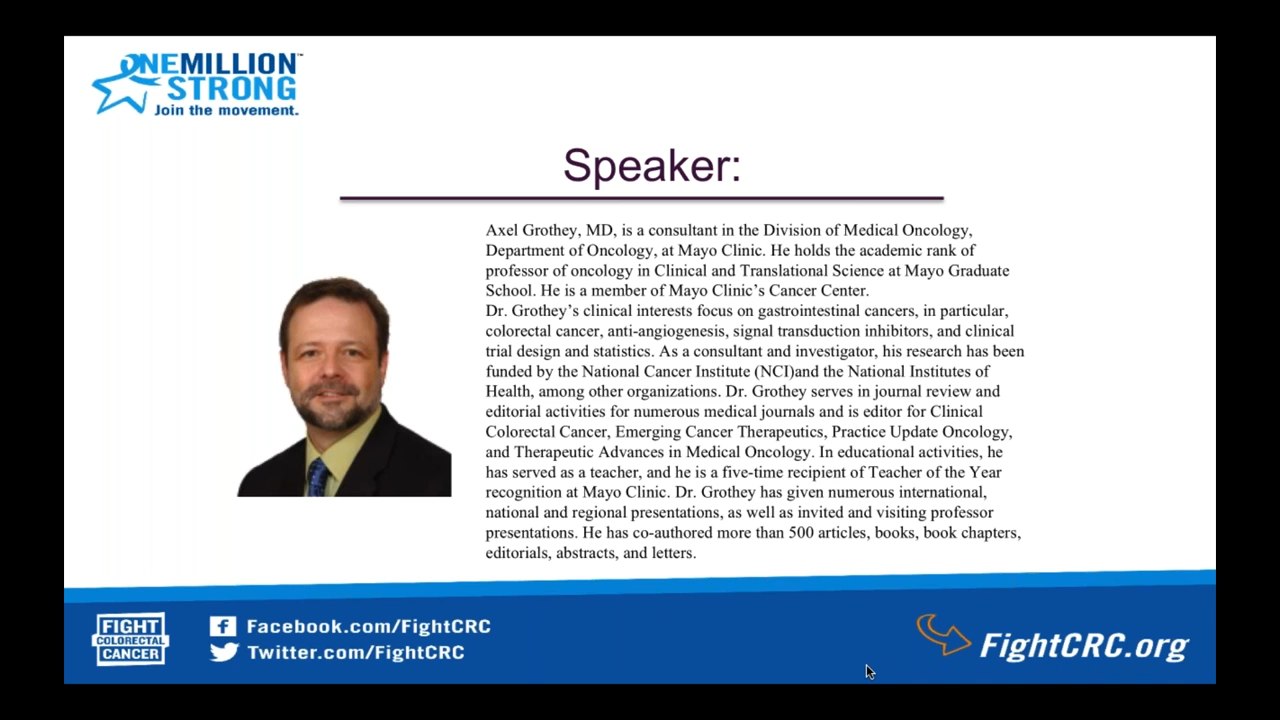 ONEMILLION™
STRONG
Join the movement.
Speaker:
Axel Grothey, MD, is a consultant in the Division of Medical Oncology,
Department of Oncology, at Mayo Clinic. He holds the academic rank of
professor of oncology in Clinical and Translational Science at Mayo Graduate
School. He is a member of Mayo Clinic’s Cancer Center.
Dr. Grothey’s clinical interests focus on gastrointestinal cancers, in particular,
colorectal cancer, anti-angiogenesis, signal transduction inhibitors, and clinical
trial design and statistics. As a consultant and investigator, his research has been
funded by the National Cancer Institute (NCI)and the National Institutes of
Health, among other organizations. Dr. Grothey serves in journal review and
editorial activities for numerous medical journals and is editor for Clinical
Colorectal Cancer, Emerging Cancer Therapeutics, Practice Update Oncology,
and Therapeutic Advances in Medical Oncology. In educational activities, he
has served as a teacher, and he is a five-time recipient of Teacher of the Year
recognition at Mayo Clinic. Dr. Grothey has given numerous international,
national and regional presentations, as well as invited and visiting professor
presentations. He has co-authored more than 500 articles, books, book chapters,
editorials, abstracts, and letters.
FIGHT
COLORECTAL
CANCER
Facebook.com/FightCRC
Twitter.com/FightCRC
FightCRC.org